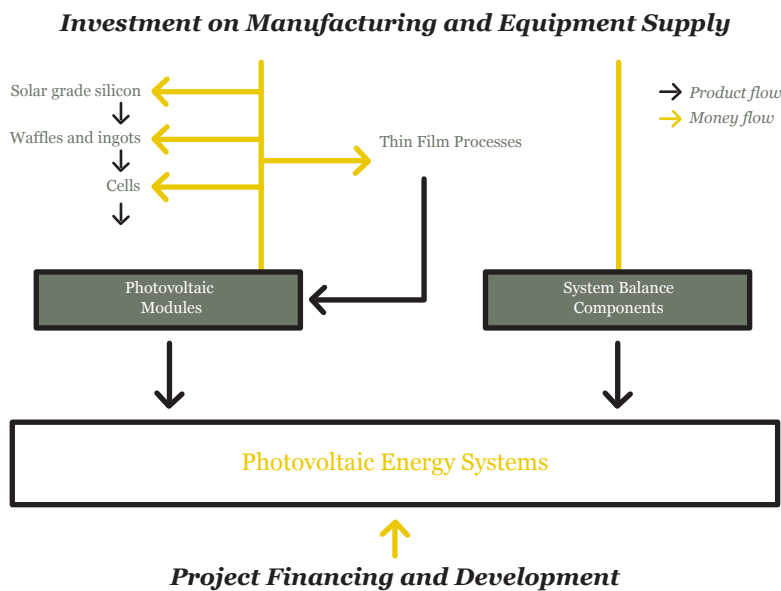 Investment on Manufacturing and Equipment Supply
Solar grade silicon
Product flow
Money flow
Waffles and ingots
Thin Film Processes
Cells
Photovoltaic
Modules
System Balance
Components
Photovoltaic Energy Systems
Project Financing and Development